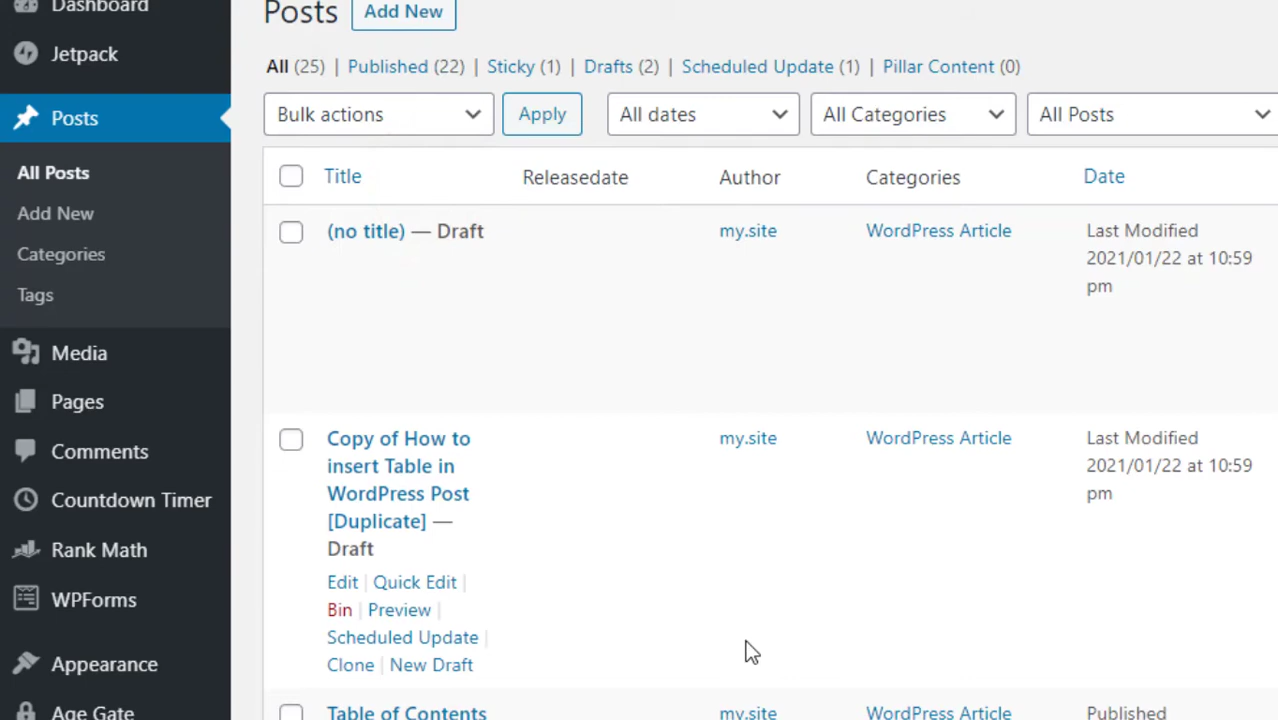 Dashboard
Jetpack
Posts
All Posts
Add New
Categories
Tags
Media
Pages
Comments
Countdown Timer
Rank Math
WPForms
Appearance
Age Gate
Posts Add New
All (25) | Published (22) | Sticky (1) | Drafts (2) | Scheduled Update (1) | Pillar Content (0)
Bulk actions Apply All dates All Categories All Posts
Title Releasedate Author Categories Date
(no title) — Draft my.site WordPress Article Last Modified
2021/01/22 at 10:59
pm
Copy of How to my.site WordPress Article Last Modified
insert Table in 2021/01/22 at 10:59
WordPress Post pm
[Duplicate] —
Draft
Edit | Quick Edit |
Bin | Preview |
Scheduled Update |
Clone | New Draft
Table of Contents my.site WordPress Article Published